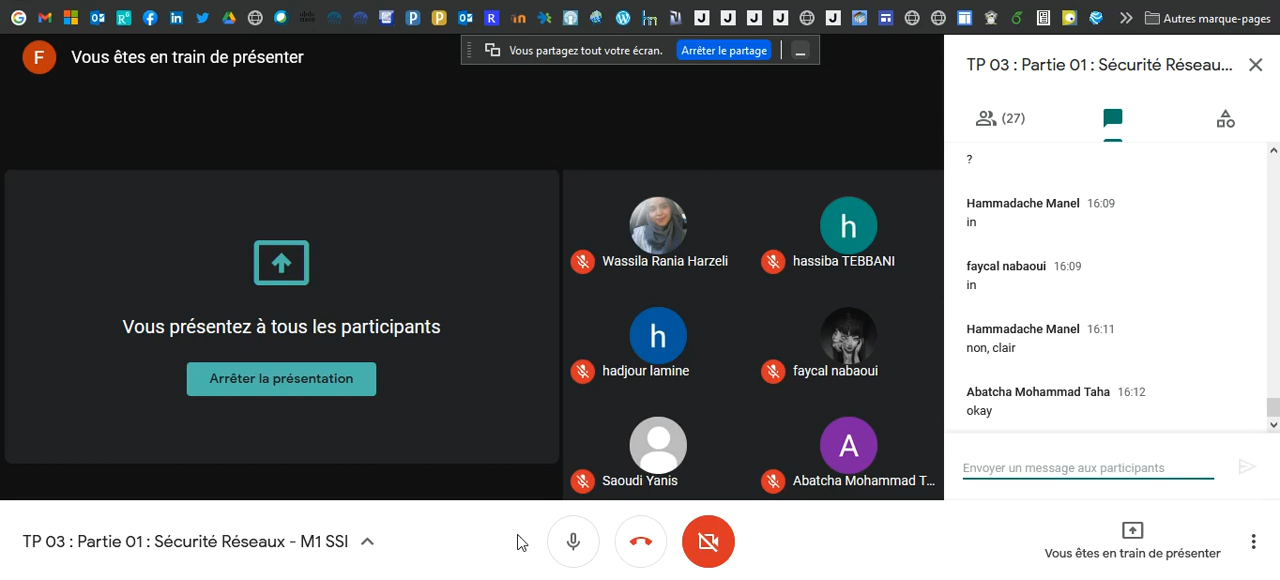 Autres marque-pages
F
Vous êtes en train de présenter
Vous partagez tout votre écran.
Arrêter le partage
TP 03 : Partie 01 : Sécurité Réseau...
(27)
?
Hammadache Manel 16:09
in
faycal nabaoui 16:09
in
Hammadache Manel 16:11
non, clair
Abatcha Mohammad Taha 16:12
okay
Envoyer un message aux participants
Vous présentez à tous les participants
Arrêter la présentation
Wassila Rania Harzeli
h
hassiba TEBBANI
h
hadjour lamine
faycal nabaoui
Saoudi Yanis
A
Abatcha Mohammad T...
TP 03 : Partie 01 : Sécurité Réseaux - M1 SSI
Vous êtes en train de présenter